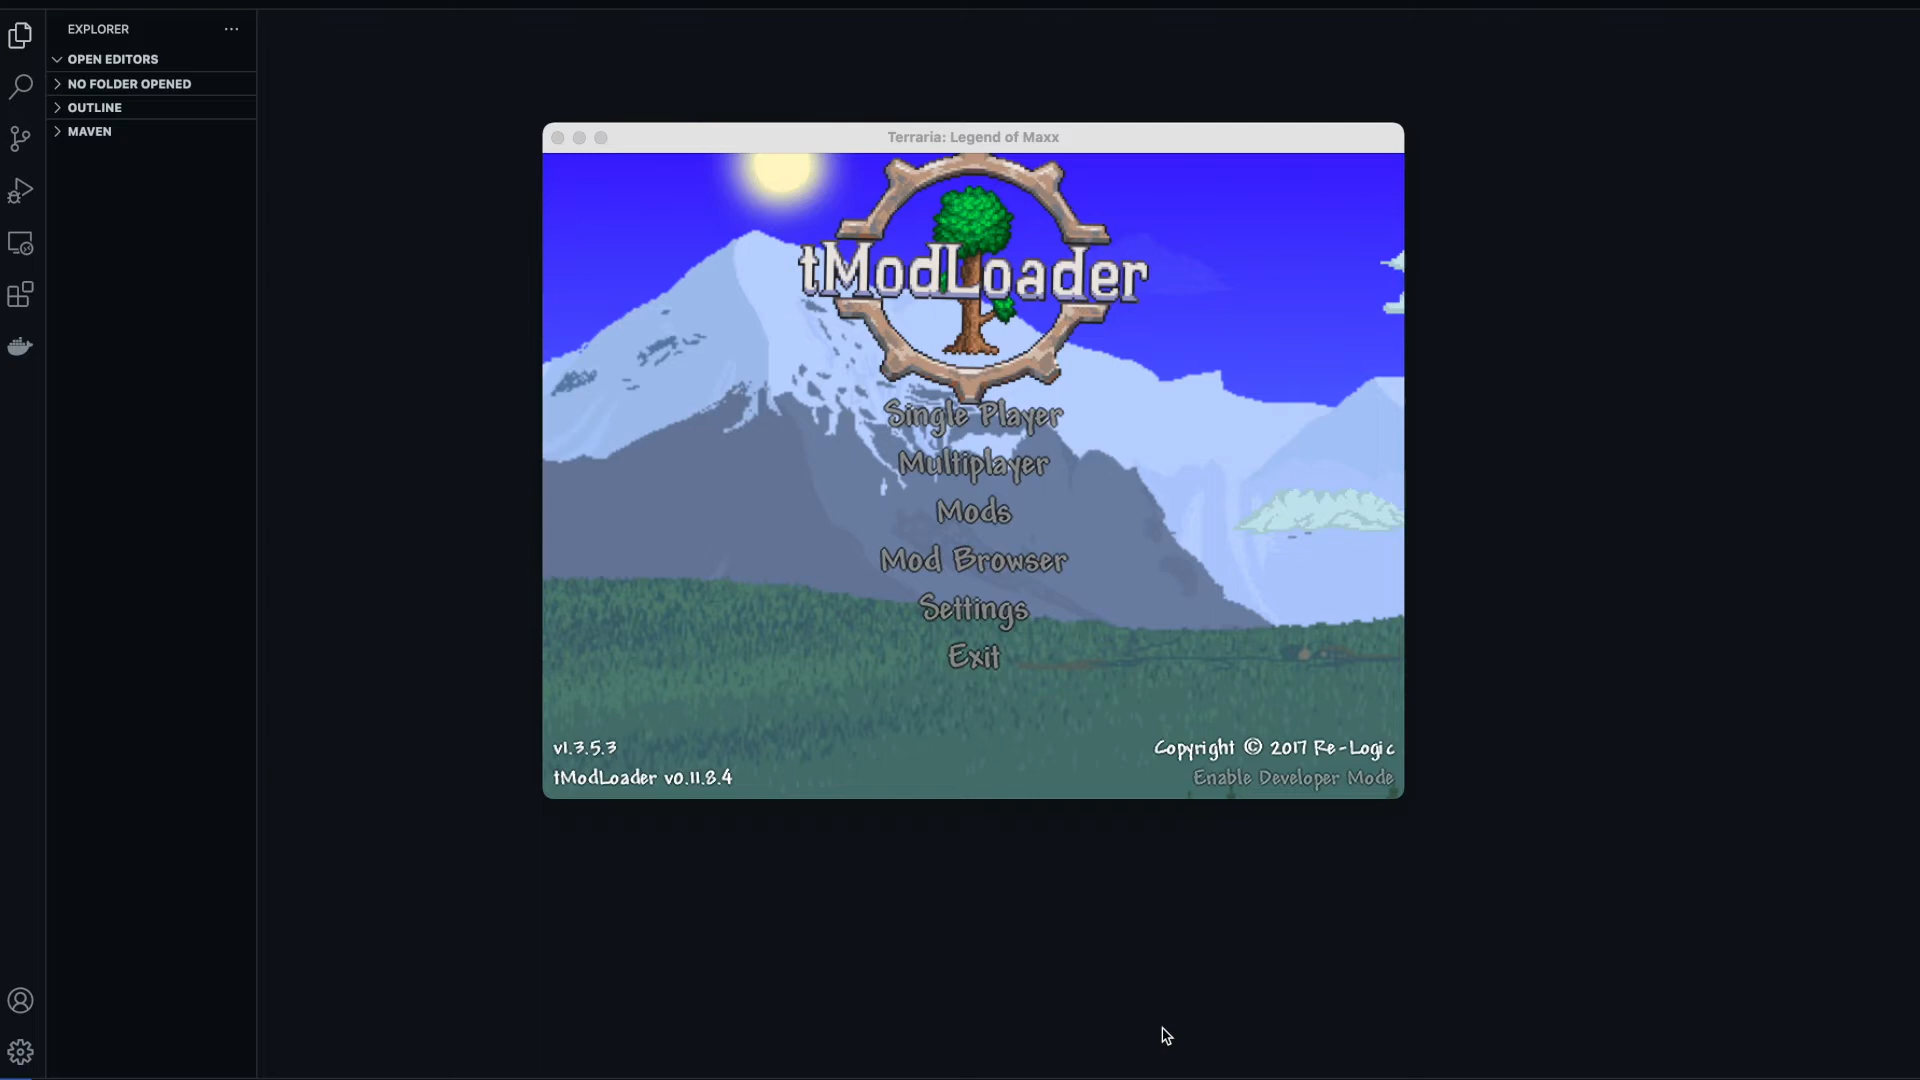 EXPLORER
OPEN EDITORS
NO FOLDER OPENED
OUTLINE
MAVEN
Terraria: Legend of Maxx
tModLoader
Single Player
Multiplayer
Mods
Mod Browser
Settings
Exit
v1.3.5.3
Copyright © 2017 Re-Logic
tModLoader v0.11.8.4
Enable Developer Mode